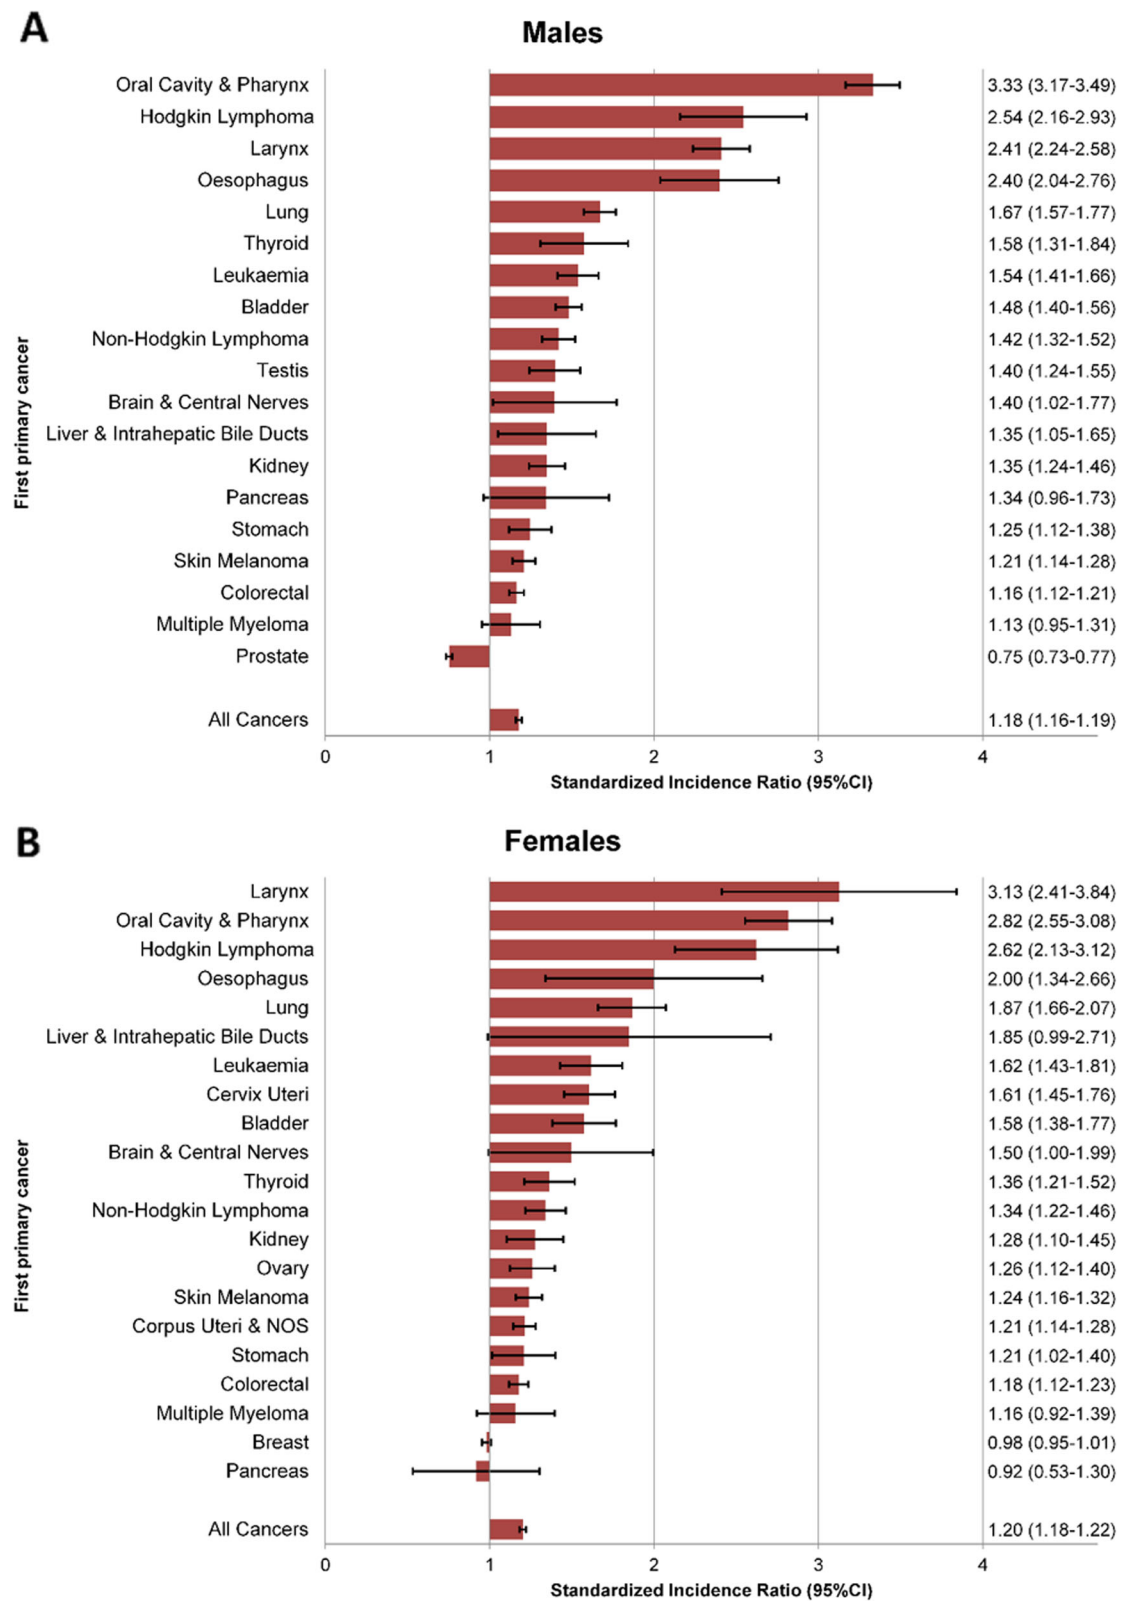 A
Males
Oral Cavity & Pharynx 3.33 (3.17-3.49)
Hodgkin Lymphoma 2.54 (2.16-2.93)
Larynx 2.41 (2.24-2.58)
Oesophagus 2.40 (2.04-2.76)
Lung 1.67 (1.57-1.77)
Thyroid 1.58 (1.31-1.84)
Leukaemia 1.54 (1.41-1.66)
Bladder 1.48 (1.40-1.56)
Non-Hodgkin Lymphoma 1.42 (1.32-1.52)
Testis 1.40 (1.24-1.55)
Brain & Central Nerves 1.40 (1.02-1.77)
Liver & Intrahepatic Bile Ducts 1.35 (1.05-1.65)
Kidney 1.35 (1.24-1.46)
Pancreas 1.34 (0.96-1.73)
Stomach 1.25 (1.12-1.38)
Skin Melanoma 1.21 (1.14-1.28)
Colorectal 1.16 (1.12-1.21)
Multiple Myeloma 1.13 (0.95-1.31)
Prostate 0.75 (0.73-0.77)
All Cancers 1.18 (1.16-1.19)
First primary cancer
0 1 2 3 4
Standardized Incidence Ratio (95%CI)
B
Females
Larynx 3.13 (2.41-3.84)
Oral Cavity & Pharynx 2.82 (2.55-3.08)
Hodgkin Lymphoma 2.62 (2.13-3.12)
Oesophagus 2.00 (1.34-2.66)
Lung 1.87 (1.66-2.07)
Liver & Intrahepatic Bile Ducts 1.85 (0.99-2.71)
Leukaemia 1.62 (1.43-1.81)
Cervix Uteri 1.61 (1.45-1.76)
Bladder 1.58 (1.38-1.77)
Brain & Central Nerves 1.50 (1.00-1.99)
Thyroid 1.36 (1.21-1.52)
Non-Hodgkin Lymphoma 1.34 (1.22-1.46)
Kidney 1.28 (1.10-1.45)
Ovary 1.26 (1.12-1.40)
Skin Melanoma 1.24 (1.16-1.32)
Corpus Uteri & NOS 1.21 (1.14-1.28)
Stomach 1.21 (1.02-1.40)
Colorectal 1.18 (1.12-1.23)
Multiple Myeloma 1.16 (0.92-1.39)
Breast 0.98 (0.95-1.01)
Pancreas 0.92 (0.53-1.30)
All Cancers 1.20 (1.18-1.22)
First primary cancer
0 1 2 3 4
Standardized Incidence Ratio (95%CI)